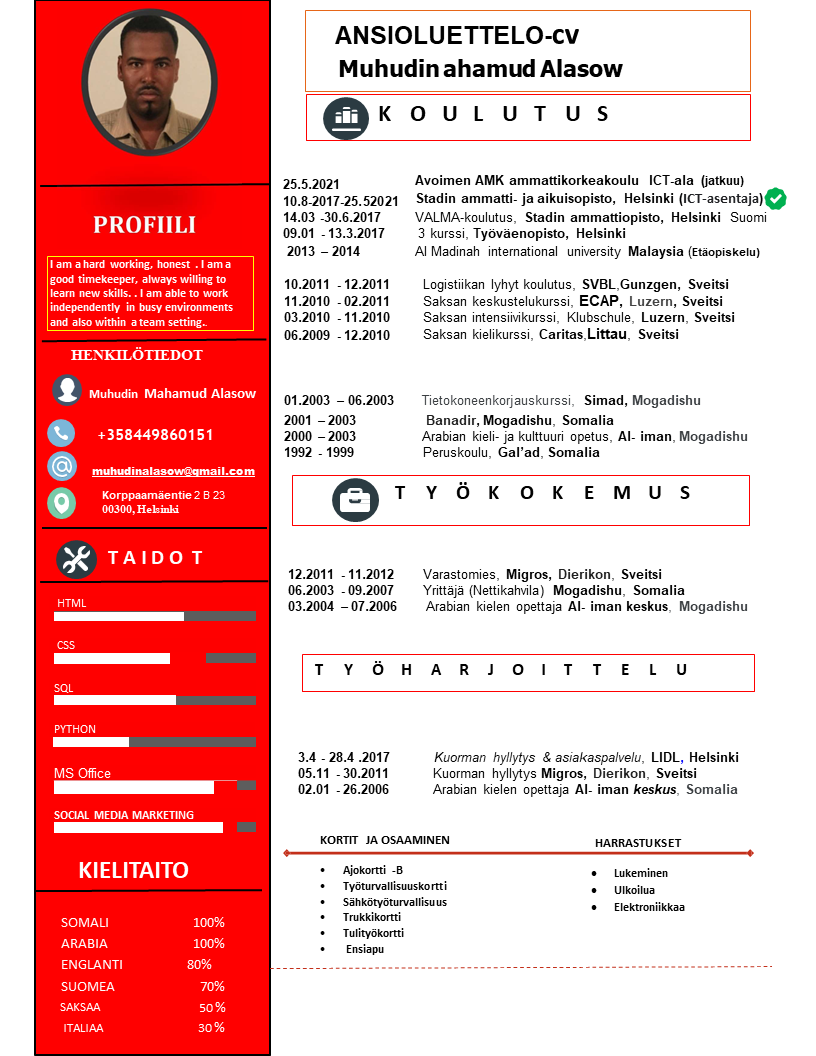 ANSIOLUETTELO-cv
Muhudin ahamud Alasow
KOULUTUS
25.5.2021 Avoimen AMK ammattikorkeakoulu ICT-ala (jatkuu)
10.8-2017-25.52021 Stadin ammatti- ja aikuisopisto, Helsinki (ICT-asentaja)
14.03 -30.6.2017 VALMA-koulutus, Stadin ammattiopisto, Helsinki Suomi
09.01 - 13.3.2017 3 kurssi, Työväenopisto, Helsinki
2013 – 2014 Al Madinah international university Malaysia (Etäopiskelu)
10.2011 - 12.2011 Logistiikan lyhyt koulutus, SVBL,Gunzgen, Sveitsi
11.2010 - 02.2011 Saksan keskustelukurssi, ECAP, Luzern, Sveitsi
03.2010 - 11.2010 Saksan intensiivikurssi, Klubschule, Luzern, Sveitsi
06.2009 - 12.2010 Saksan kielikurssi, Caritas,Littau, Sveitsi
01.2003 – 06.2003 Tietokoneenkorjauskurssi, Simad, Mogadishu
2001 – 2003 Banadir, Mogadishu, Somalia
2000 – 2003 Arabian kieli- ja kulttuuri opetus, Al- iman, Mogadishu
1992 - 1999 Peruskoulu, Gal’ad, Somalia
TYÖKOKEMUS
12.2011 - 11.2012 Varastomies, Migros, Dierikon, Sveitsi
06.2003 - 09.2007 Yrittäjä (Nettikahvila) Mogadishu, Somalia
03.2004 – 07.2006 Arabian kielen opettaja Al- iman keskus, Mogadishu
TYÖHARJOITTELU
3.4 - 28.4 .2017 Kuorman hyllytys & asiakaspalvelu, LIDL, Helsinki
05.11 - 30.2011 Kuorman hyllytys Migros, Dierikon, Sveitsi
02.01 - 26.2006 Arabian kielen opettaja Al- iman keskus, Somalia
KORTIT JA OSAAMINEN
• Ajokortti -B
• Työturvallisuuskortti
• Sähkötyöturvallisuus
• Trukkikortti
• Tulityökortti
• Ensiapu
HARRASTUKSET
• Lukeminen
• Ulkoilua
• Elektroniikkaa
PROFIILI
I am a hard working, honest . I am a
good timekeeper, always willing to
learn new skills. . I am able to work
independently in busy environments
and also within a team setting..
HENKILÖTIEDOT
Muhudin Mahamud Alasow
+358449860151
muhudinalasow@gmail.com
Korppaamäentie 2 B 23
00300, Helsinki
TAIDOT
HTML
CSS
SQL
PYTHON
MS Office
SOCIAL MEDIA MARKETING
KIELITAITO
SOMALI 100%
ARABIA 100%
ENGLANTI 80%
SUOMEA 70%
SAKSAA 50 %
ITALIAA 30 %